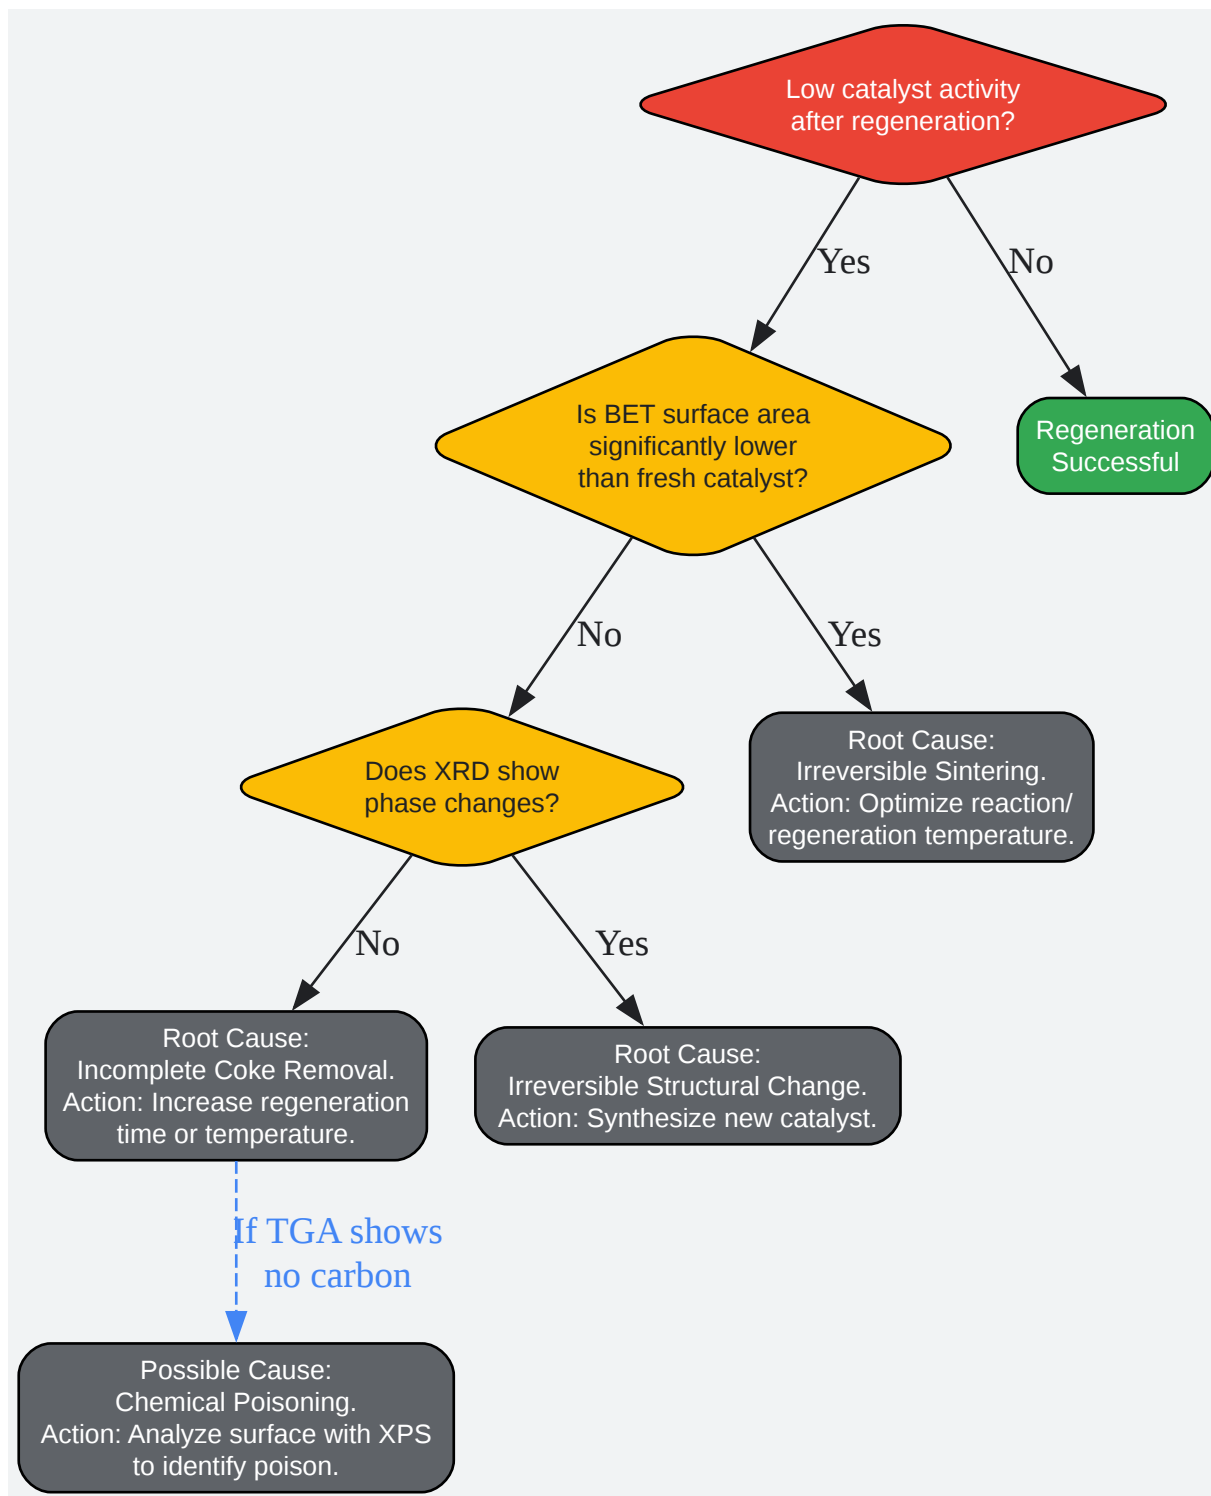 Low catalyst activity
after regeneration?
Yes
No
Is BET surface area
significantly lower
than fresh catalyst?
Regeneration
Successful
No
Yes
Does XRD show
phase changes?
Root Cause:
Irreversible Sintering.
Action: Optimize reaction/
regeneration temperature.
No
Yes
Root Cause:
Incomplete Coke Removal.
Action: Increase regeneration
time or temperature.
Root Cause:
Irreversible Structural Change.
Action: Synthesize new catalyst.
If TGA shows
no carbon
Possible Cause:
Chemical Poisoning.
Action: Analyze surface with XPS
to identify poison.